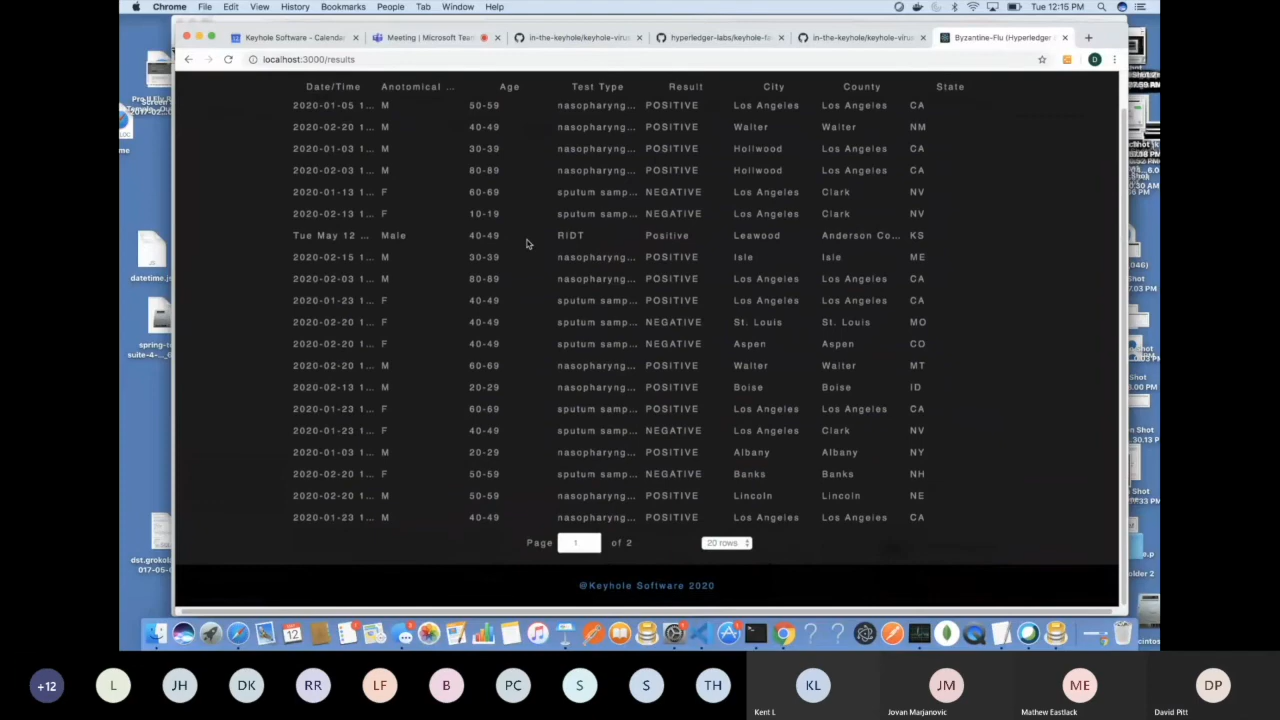 Chrome File Edit View History Bookmarks People Tab Window Help Tue 12:15 PM
Keyhole Software - Calendar Meeting | Microsoft Team in-the-keyhole/keyhole-virus hyperledger-labs/keyhole-fa in-the-keyhole/keyhole-virus Byzantine-Flu (Hyperledger
localhost:3000/results
Date/Time Anatomical ... Age Test Type Result City County State
2020-01-05 1... M 50-59 nasopharyng... POSITIVE Los Angeles Los Angeles CA
2020-02-20 1... M 40-49 nasopharyng... POSITIVE Walter Walter NM
2020-01-03 1... M 30-39 nasopharyng... POSITIVE Hollwood Los Angeles CA
2020-02-03 1... M 80-89 nasopharyng... POSITIVE Hollwood Los Angeles CA
2020-01-13 1... F 60-69 sputum samp... NEGATIVE Los Angeles Clark NV
2020-02-13 1... F 10-19 sputum samp... NEGATIVE Los Angeles Clark NV
Tue May 12 ... Male 40-49 RIDT Positive Leawood Anderson Co... KS
2020-02-15 1... M 30-39 nasopharyng... POSITIVE Isle Isle ME
2020-02-03 1... M 80-89 nasopharyng... POSITIVE Los Angeles Los Angeles CA
2020-01-23 1... F 40-49 sputum samp... POSITIVE Los Angeles Los Angeles CA
2020-02-20 1... F 40-49 sputum samp... NEGATIVE St. Louis St. Louis MO
2020-02-20 1... F 40-49 sputum samp... NEGATIVE Aspen Aspen CO
2020-02-20 1... M 60-69 nasopharyng... POSITIVE Walter Walter MT
2020-02-13 1... M 20-29 nasopharyng... POSITIVE Boise Boise ID
2020-01-23 1... F 60-69 sputum samp... POSITIVE Los Angeles Los Angeles CA
2020-01-23 1... F 40-49 sputum samp... NEGATIVE Los Angeles Clark NV
2020-01-03 1... M 20-29 nasopharyng... POSITIVE Albany Albany NY
2020-02-20 1... F 50-59 sputum samp... NEGATIVE Banks Banks NH
2020-02-20 1... M 50-59 nasopharyng... POSITIVE Lincoln Lincoln NE
2020-01-23 1... M 40-49 nasopharyng... POSITIVE Los Angeles Los Angeles CA
Page 1 of 2 20 rows
@Keyhole Software 2020
datetime.js
spring-t
suite-4-..._6
dst.grok
017-05-
+12 L JH DK RR LF B PC S S TH KL JM ME DP
Kent L Jovan Marjanovic Mathew Eastlack David Pitt